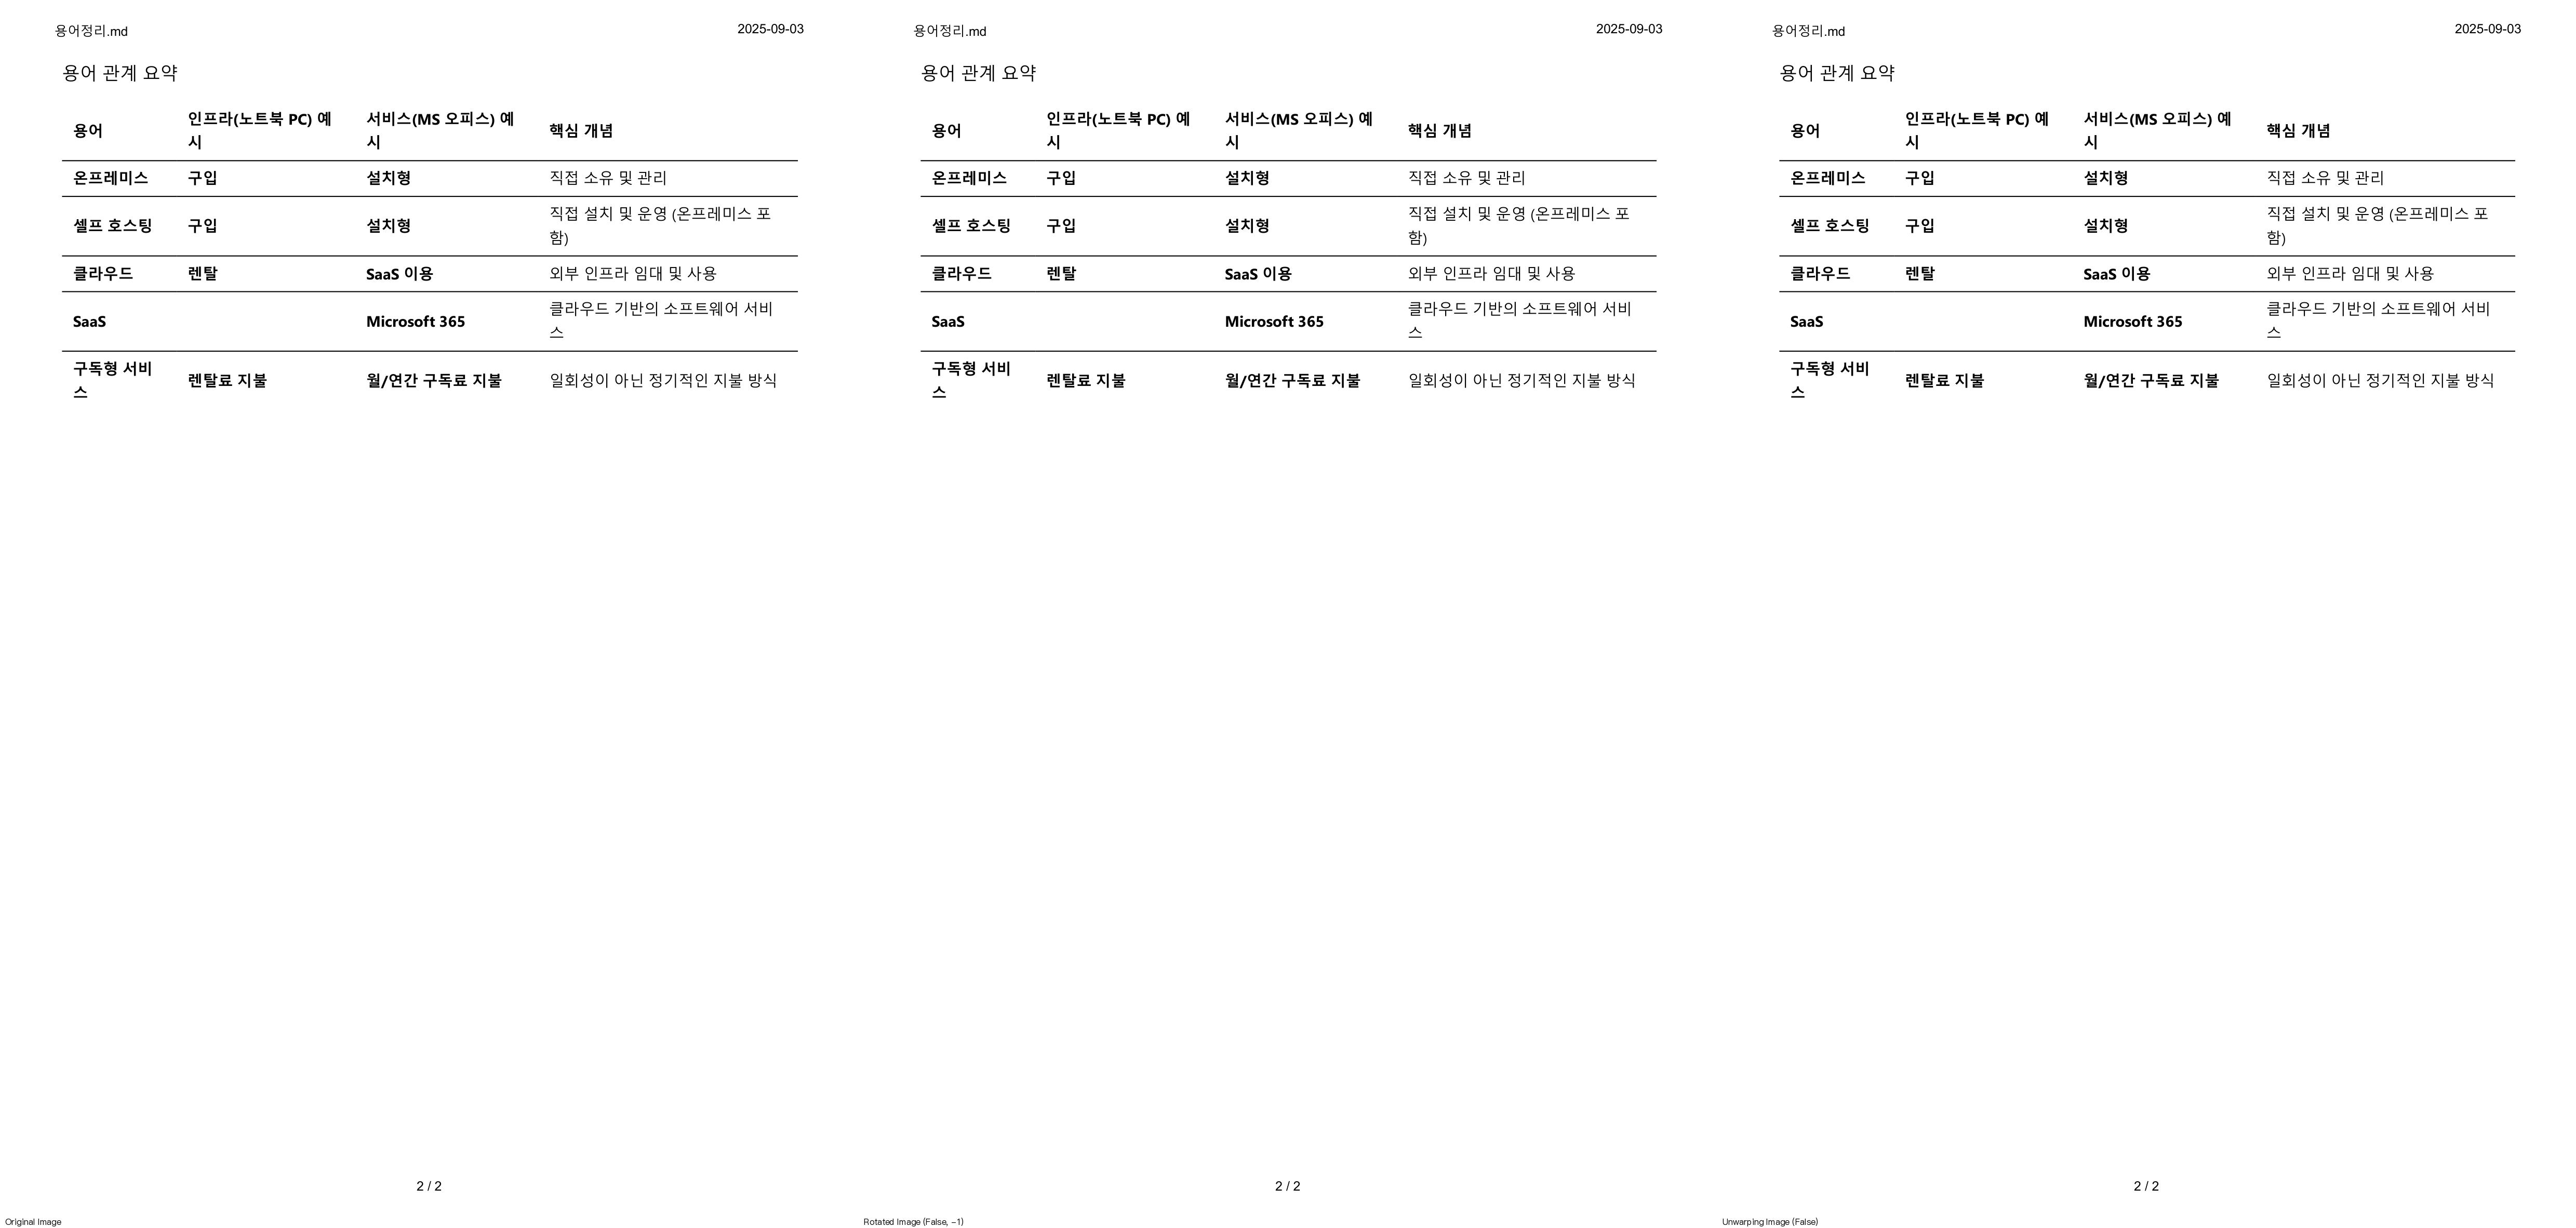 용어정리.md 2025-09-03
용어 관계 요약
용어 인프라(노트북 PC) 예시 서비스(MS 오피스) 예시 핵심 개념
온프레미스 구입 설치형 직접 소유 및 관리
셀프 호스팅 구입 설치형 직접 설치 및 운영 (온프레미스 포함)
클라우드 렌탈 SaaS 이용 외부 인프라 임대 및 사용
SaaS Microsoft 365 클라우드 기반의 소프트웨어 서비스
구독형 서비스 렌탈료 지불 월/연간 구독료 지불 일회성이 아닌 정기적인 지불 방식
2 / 2
Original Image
용어정리.md 2025-09-03
용어 관계 요약
용어 인프라(노트북 PC) 예시 서비스(MS 오피스) 예시 핵심 개념
온프레미스 구입 설치형 직접 소유 및 관리
셀프 호스팅 구입 설치형 직접 설치 및 운영 (온프레미스 포함)
클라우드 렌탈 SaaS 이용 외부 인프라 임대 및 사용
SaaS Microsoft 365 클라우드 기반의 소프트웨어 서비스
구독형 서비스 렌탈료 지불 월/연간 구독료 지불 일회성이 아닌 정기적인 지불 방식
2 / 2
Rotated Image (False, -1)
용어정리.md 2025-09-03
용어 관계 요약
용어 인프라(노트북 PC) 예시 서비스(MS 오피스) 예시 핵심 개념
온프레미스 구입 설치형 직접 소유 및 관리
셀프 호스팅 구입 설치형 직접 설치 및 운영 (온프레미스 포함)
클라우드 렌탈 SaaS 이용 외부 인프라 임대 및 사용
SaaS Microsoft 365 클라우드 기반의 소프트웨어 서비스
구독형 서비스 렌탈료 지불 월/연간 구독료 지불 일회성이 아닌 정기적인 지불 방식
2 / 2
Unwarping Image (False)